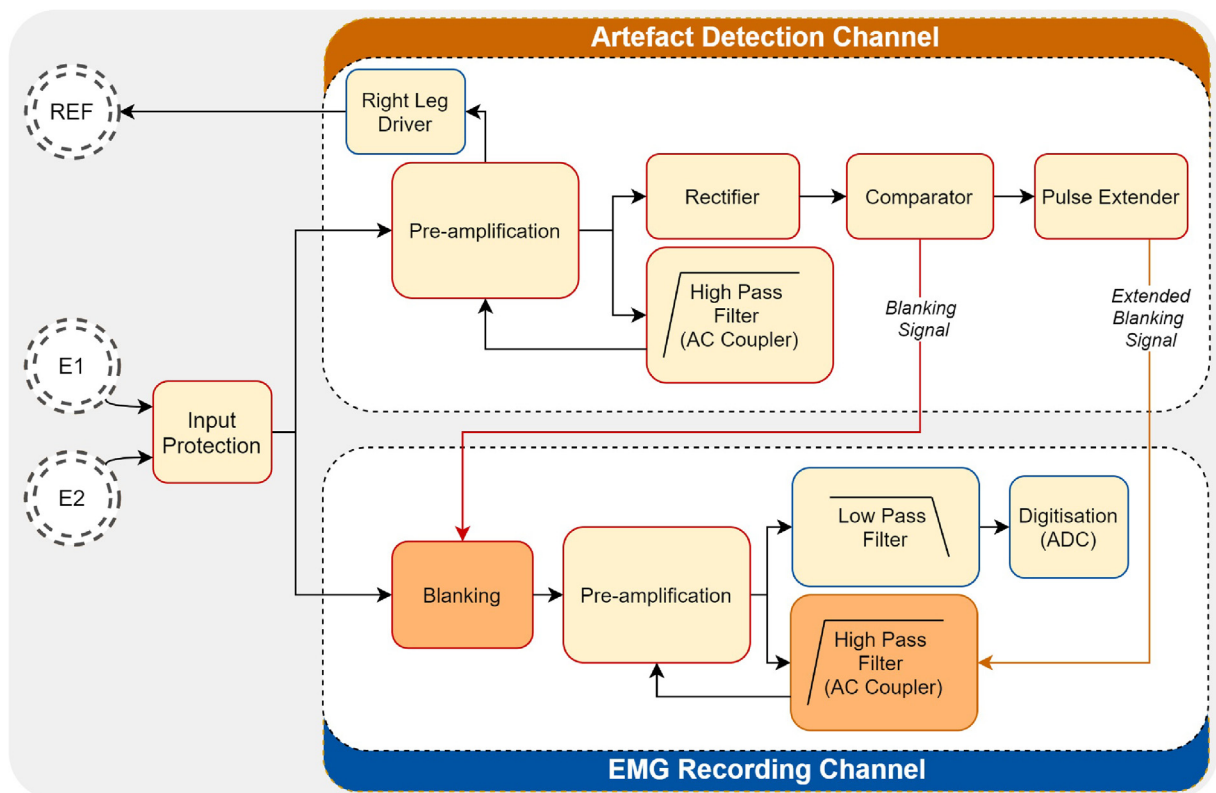 Artefact Detection Channel
REF
Right Leg
Driver
Pre-amplification
Rectifier
Comparator
Pulse Extender
High Pass
Filter
(AC Coupler)
Blanking
Signal
Extended
Blanking
Signal
E1
E2
Input
Protection
Blanking
Pre-amplification
Low Pass
Filter
Digitisation
(ADC)
High Pass
Filter
(AC Coupler)
EMG Recording Channel